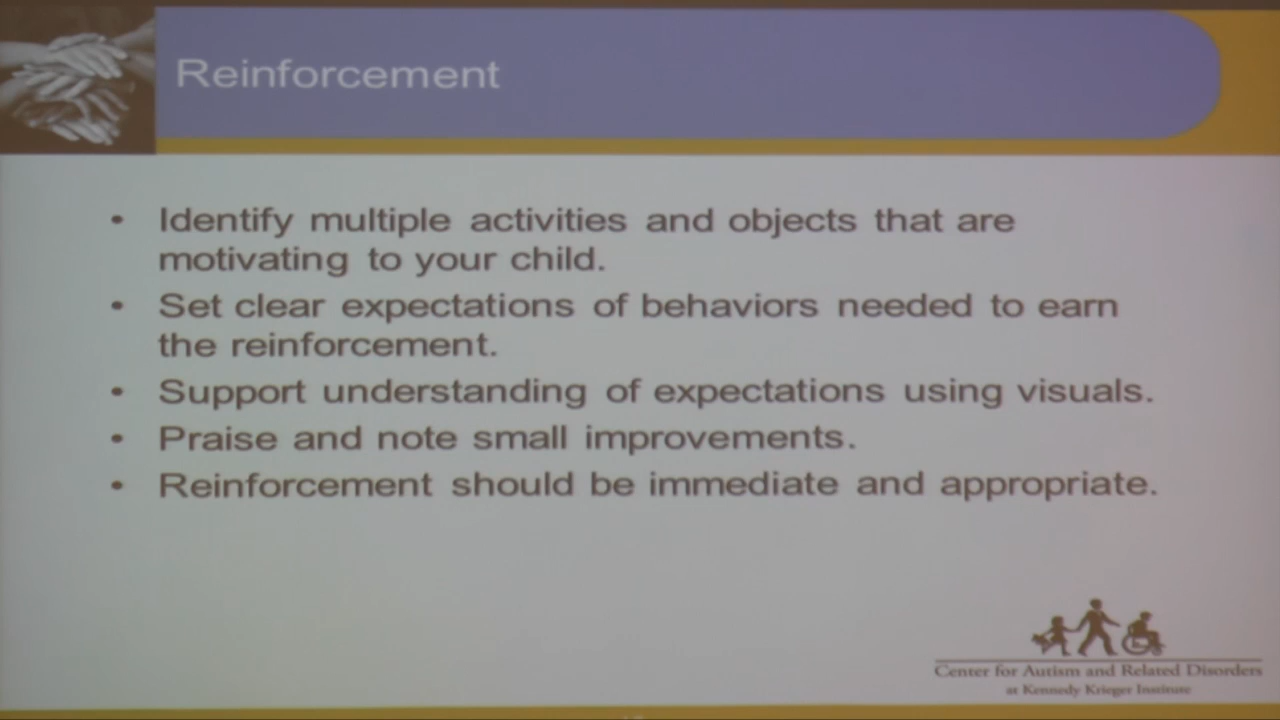 Reinforcement
• Identify multiple activities and objects that are
motivating to your child.
• Set clear expectations of behaviors needed to earn
the reinforcement.
• Support understanding of expectations using visuals.
• Praise and note small improvements.
• Reinforcement should be immediate and appropriate.
Center for Autism and Related Disorders
at Kennedy Krieger Institute